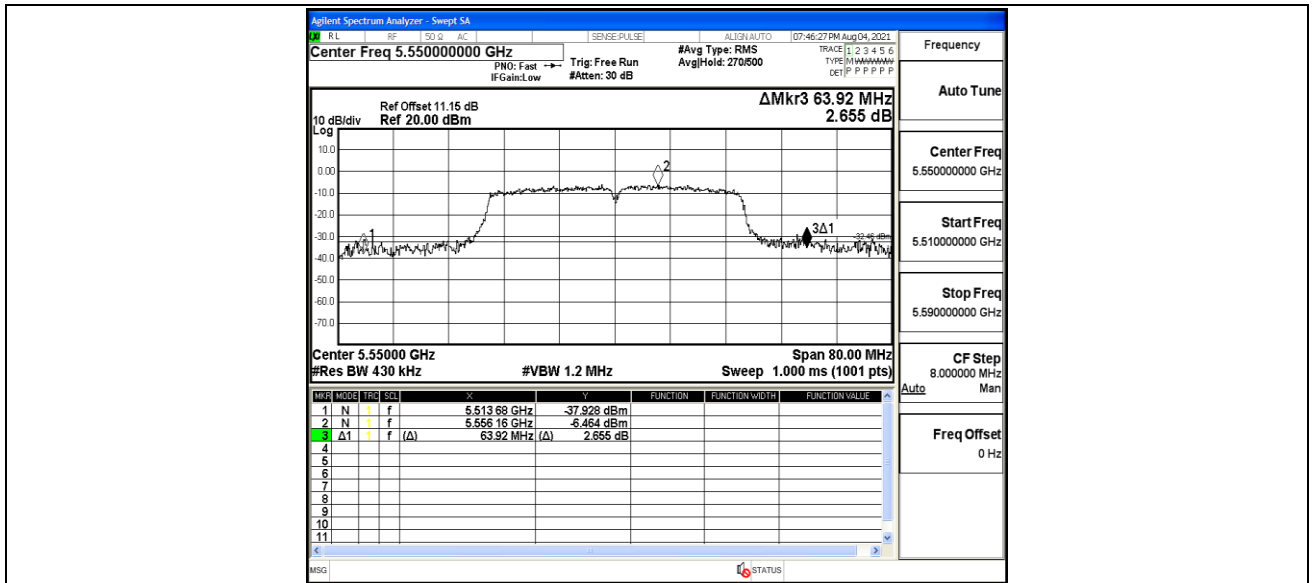 Agilent Spectrum Analyzer - Swept SA
RL RF 50 Ω AC SENSE:PULSE ALIGN AUTO 07:46:27 PM Aug 04, 2021
Center Freq 5.550000000 GHz
PNO: Fast
IFGain:Low
Trig: Free Run
#Atten: 30 dB
#Avg Type: RMS
Avg|Hold: 270/500
TRACE 1 2 3 4 5 6
TYPE M
DET P P P P P P
ΔMkr3 63.92 MHz
2.655 dB
Ref Offset 11.15 dB
10 dB/div Ref 20.00 dBm
Log
10.0
0.00
-10.0
-20.0
-30.0
-40.0
-50.0
-60.0
-70.0
1
2
3Δ1
-32.46 dBm
Center 5.55000 GHz Span 80.00 MHz
#Res BW 430 kHz #VBW 1.2 MHz Sweep 1.000 ms (1001 pts)
MKR MODE TRC SCL X Y FUNCTION FUNCTION WIDTH FUNCTION VALUE
1 N 1 f 5.513 68 GHz -37.928 dBm
2 N 1 f 5.556 16 GHz -6.464 dBm
3 Δ1 1 f (Δ) 63.92 MHz (Δ) 2.655 dB
4
5
6
7
8
9
10
11
MSG STATUS
Frequency
Auto Tune
Center Freq
5.550000000 GHz
Start Freq
5.510000000 GHz
Stop Freq
5.590000000 GHz
CF Step
8.000000 MHz
Auto Man
Freq Offset
0 Hz